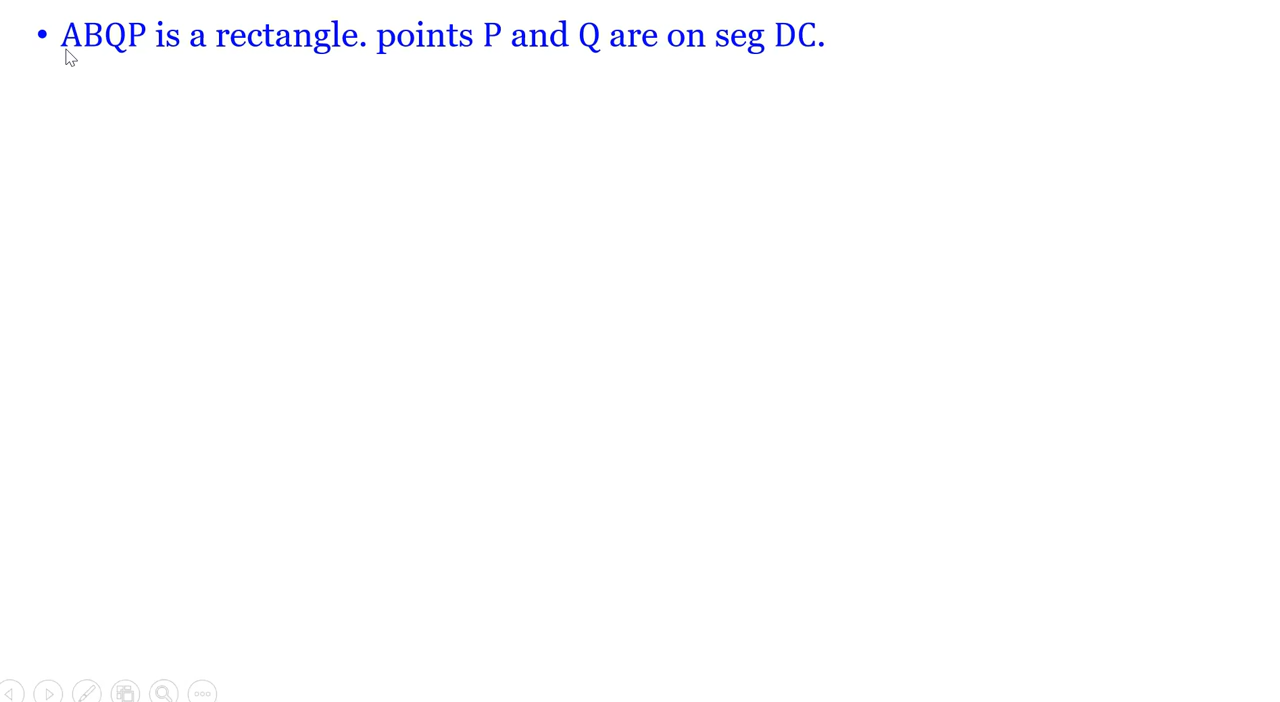 • ABQP is a rectangle. points P and Q are on seg DC.